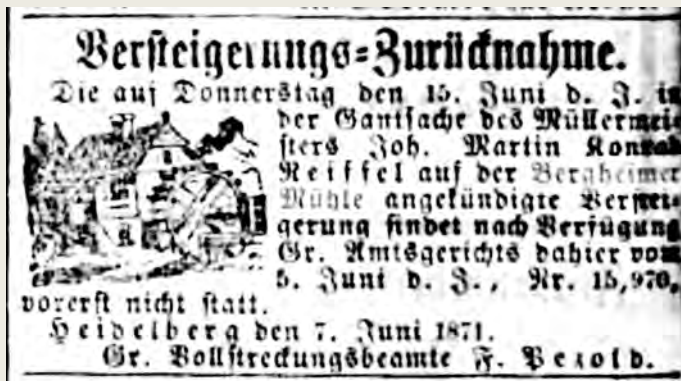 Versteigerungs=Zurücknahme.
Die auf Donnerstag den 15. Juni d. J. in
der Gantsache des Müllermei
sters Joh. Martin Konrad
Reiffel auf der Bergheimer
Mühle angekündigte Verstei-
gerung findet nach Verfügung
Gr. Amtsgerichts dahier vom
5. Juni d. J., Nr. 15,970,
vorerst nicht statt.
Heidelberg den 7. Juni 1871.
Gr. Vollstreckungsbeamte F. Pezold.